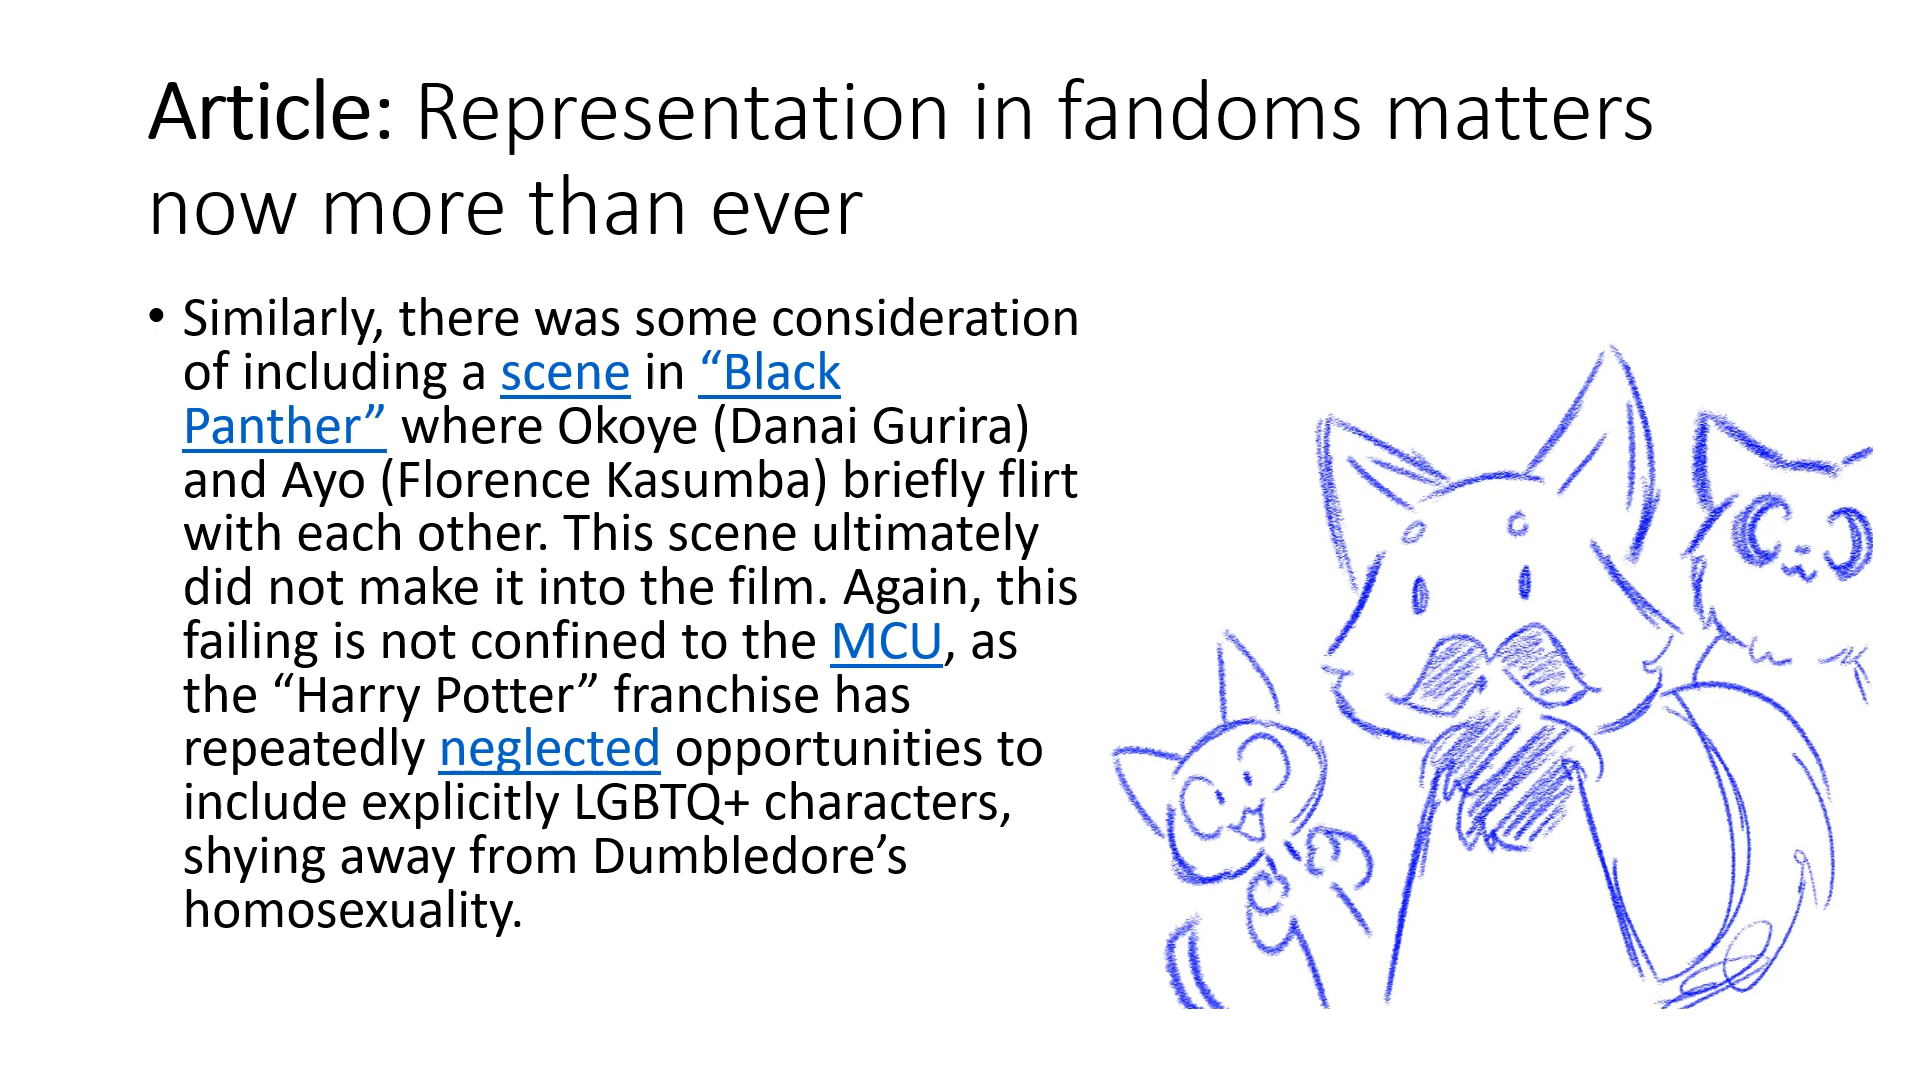 Article: Representation in fandoms matters
now more than ever
• Similarly, there was some consideration
of including a scene in “Black
Panther” where Okoye (Danai Gurira)
and Ayo (Florence Kasumba) briefly flirt
with each other. This scene ultimately
did not make it into the film. Again, this
failing is not confined to the MCU, as
the “Harry Potter” franchise has
repeatedly neglected opportunities to
include explicitly LGBTQ+ characters,
shying away from Dumbledore’s
homosexuality.